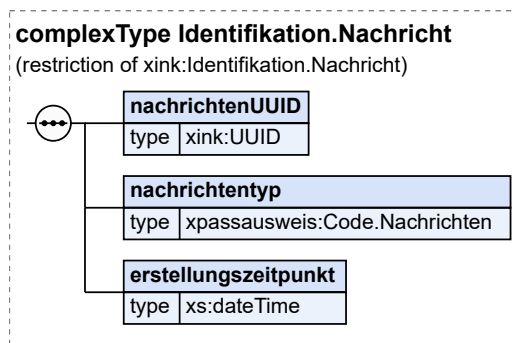 complexType Identifikation.Nachricht
(restriction of xink:Identifikation.Nachricht)
nachrichtenUUID
type xink:UUID
nachrichtentyp
type xpassausweis:Code.Nachrichten
erstellungszeitpunkt
type xs:dateTime